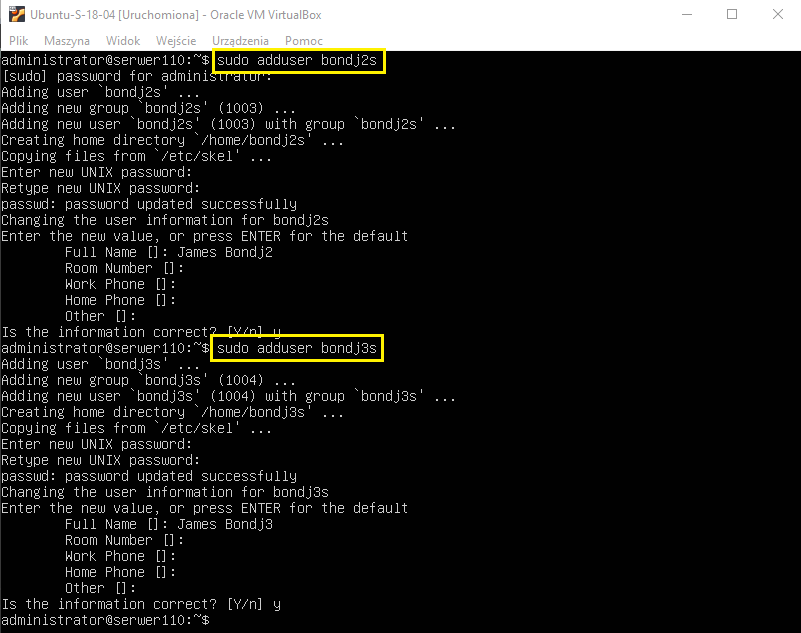 Ubuntu-S-18-04 [Uruchomiona] - Oracle VM VirtualBox
Plik Maszyna Widok Wejście Urządzenia Pomoc
administrator@serwer110:~$ sudo adduser bondj2s
[sudo] password for administrator:
Adding user `bondj2s' ...
Adding new group `bondj2s' (1003) ...
Adding new user `bondj2s' (1003) with group `bondj2s' ...
Creating home directory `/home/bondj2s' ...
Copying files from `/etc/skel' ...
Enter new UNIX password:
Retype new UNIX password:
passwd: password updated successfully
Changing the user information for bondj2s
Enter the new value, or press ENTER for the default
Full Name []: James Bondj2
Room Number []:
Work Phone []:
Home Phone []:
Other []:
Is the information correct? [Y/n] y
administrator@serwer110:~$ sudo adduser bondj3s
Adding user `bondj3s' ...
Adding new group `bondj3s' (1004) ...
Adding new user `bondj3s' (1004) with group `bondj3s' ...
Creating home directory `/home/bondj3s' ...
Copying files from `/etc/skel' ...
Enter new UNIX password:
Retype new UNIX password:
passwd: password updated successfully
Changing the user information for bondj3s
Enter the new value, or press ENTER for the default
Full Name []: James Bondj3
Room Number []:
Work Phone []:
Home Phone []:
Other []:
Is the information correct? [Y/n] y
administrator@serwer110:~$